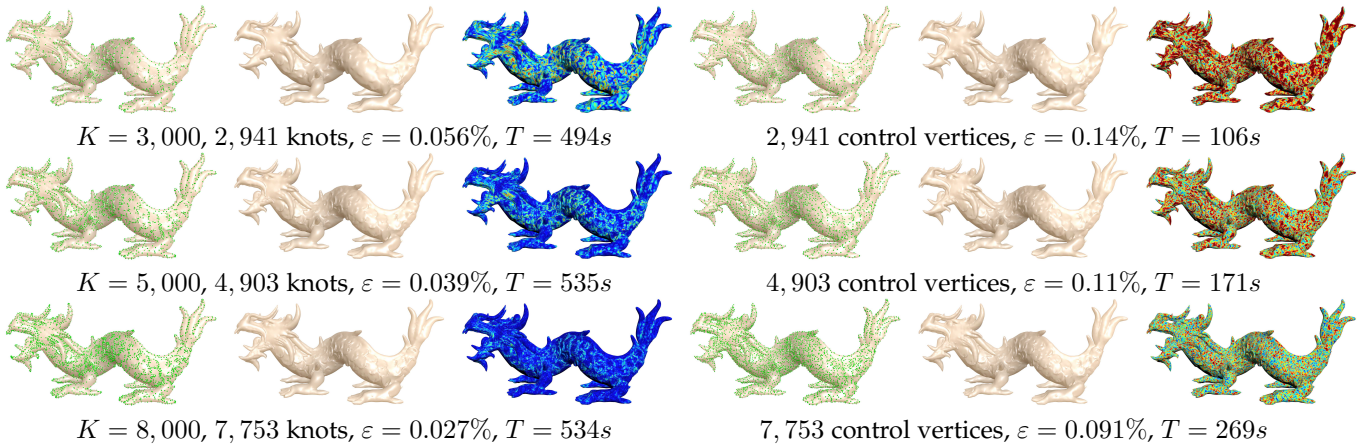 K = 3,000, 2,941 knots, ε = 0.056%, T = 494s
2,941 control vertices, ε = 0.14%, T = 106s
K = 5,000, 4,903 knots, ε = 0.039%, T = 535s
4,903 control vertices, ε = 0.11%, T = 171s
K = 8,000, 7,753 knots, ε = 0.027%, T = 534s
7,753 control vertices, ε = 0.091%, T = 269s